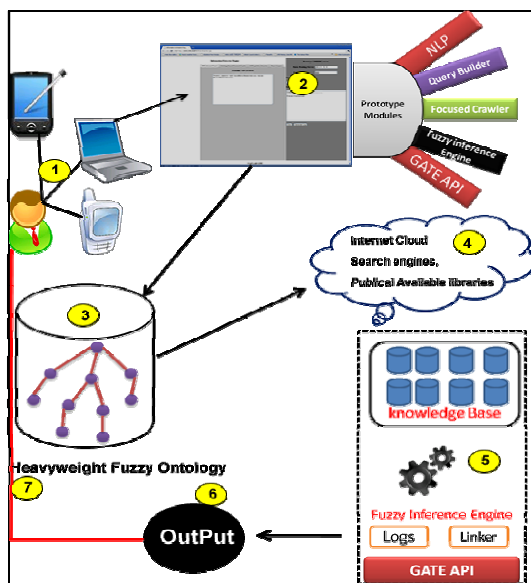 1
2
Prototype
Modules
NLP
Query Builder
Focused Crawler
Fuzzy Inference
Engine
GATE API
3
Heavyweight Fuzzy Ontology
4
Internet Cloud
Search engines,
Publical Available libraries
knowledge Base
5
Fuzzy Inference Engine
Logs
Linker
GATE API
6
OutPut
7